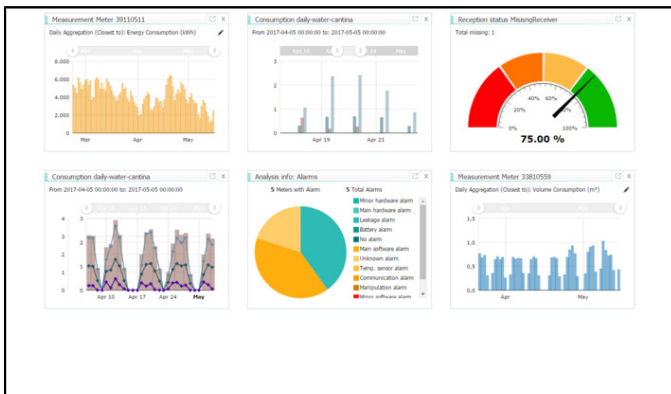 Measurement Meter 39110511
Daily Aggregation (Closest to): Energy Consumption (kWh)
8.000
6.000
4.000
2.000
0
Mar
Apr
May
Consumption daily-water-cantina
From 2017-04-05 00:00:00 to: 2017-05-05 00:00:00
3
2
1
0
Apr 19
Apr 21
Reception status MisisngReceiver
Total missing: 1
0%
20%
40%
60%
100%
75.00 %
Consumption daily-water-cantina
From 2017-04-05 00:00:00 to: 2017-05-05 00:00:00
4 3
3
2 2
1 1
0 0
Apr 10
Apr 17
Apr 24
May
Analysis info: Alarms
5 Meters with Alarm
5 Total Alarms
Minor hardware alarm
Main hardware alarm
Leakage alarm
Battery alarm
No alarm
Main software alarm
Unknown alarm
Temp. sensor alarm
Communication alarm
Manipulation alarm
Minor software alarm
Measurement Meter 33810559
Daily Aggregation (Closest to): Volume Consumption (m³)
1,5
1,0
0,5
0,0
Apr
May